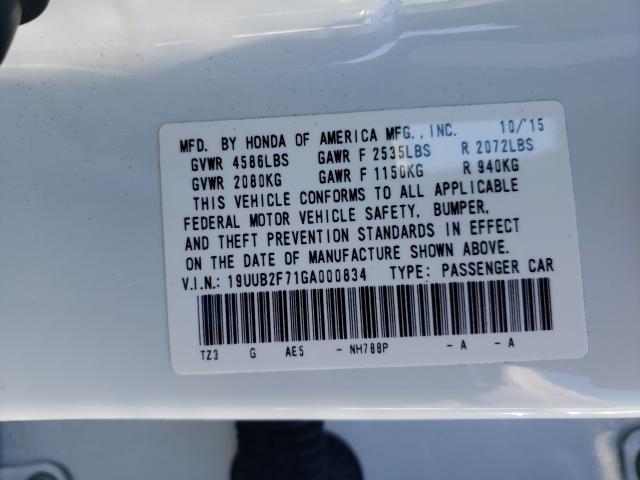 MFD. BY HONDA OF AMERICA MFG., INC. 10/'15
GVWR 4586LBS GAWR F 2535LBS R 2072LBS
GVWR 2080KG GAWR F 1150KG R 940KG
THIS VEHICLE CONFORMS TO ALL APPLICABLE
FEDERAL MOTOR VEHICLE SAFETY, BUMPER,
AND THEFT PREVENTION STANDARDS IN EFFECT
ON THE DATE OF MANUFACTURE SHOWN ABOVE.
V.I.N.: 19UUB2F71GA000834 TYPE: PASSENGER CAR
TZ3 G AE5 - NH788P - A - A